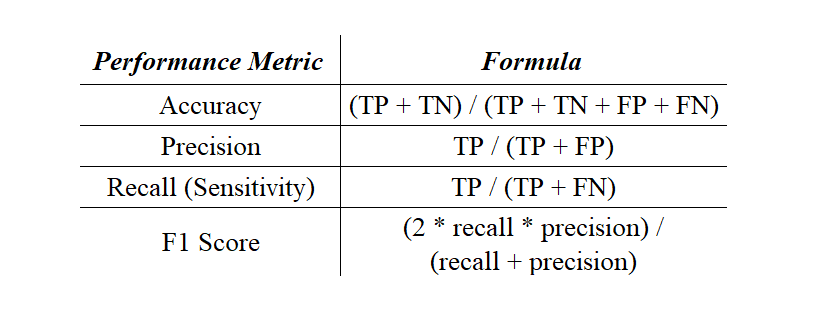 Performance Metric Formula
Accuracy (TP + TN) / (TP + TN + FP + FN)
Precision TP / (TP + FP)
Recall (Sensitivity) TP / (TP + FN)
F1 Score (2 * recall * precision) /
(recall + precision)